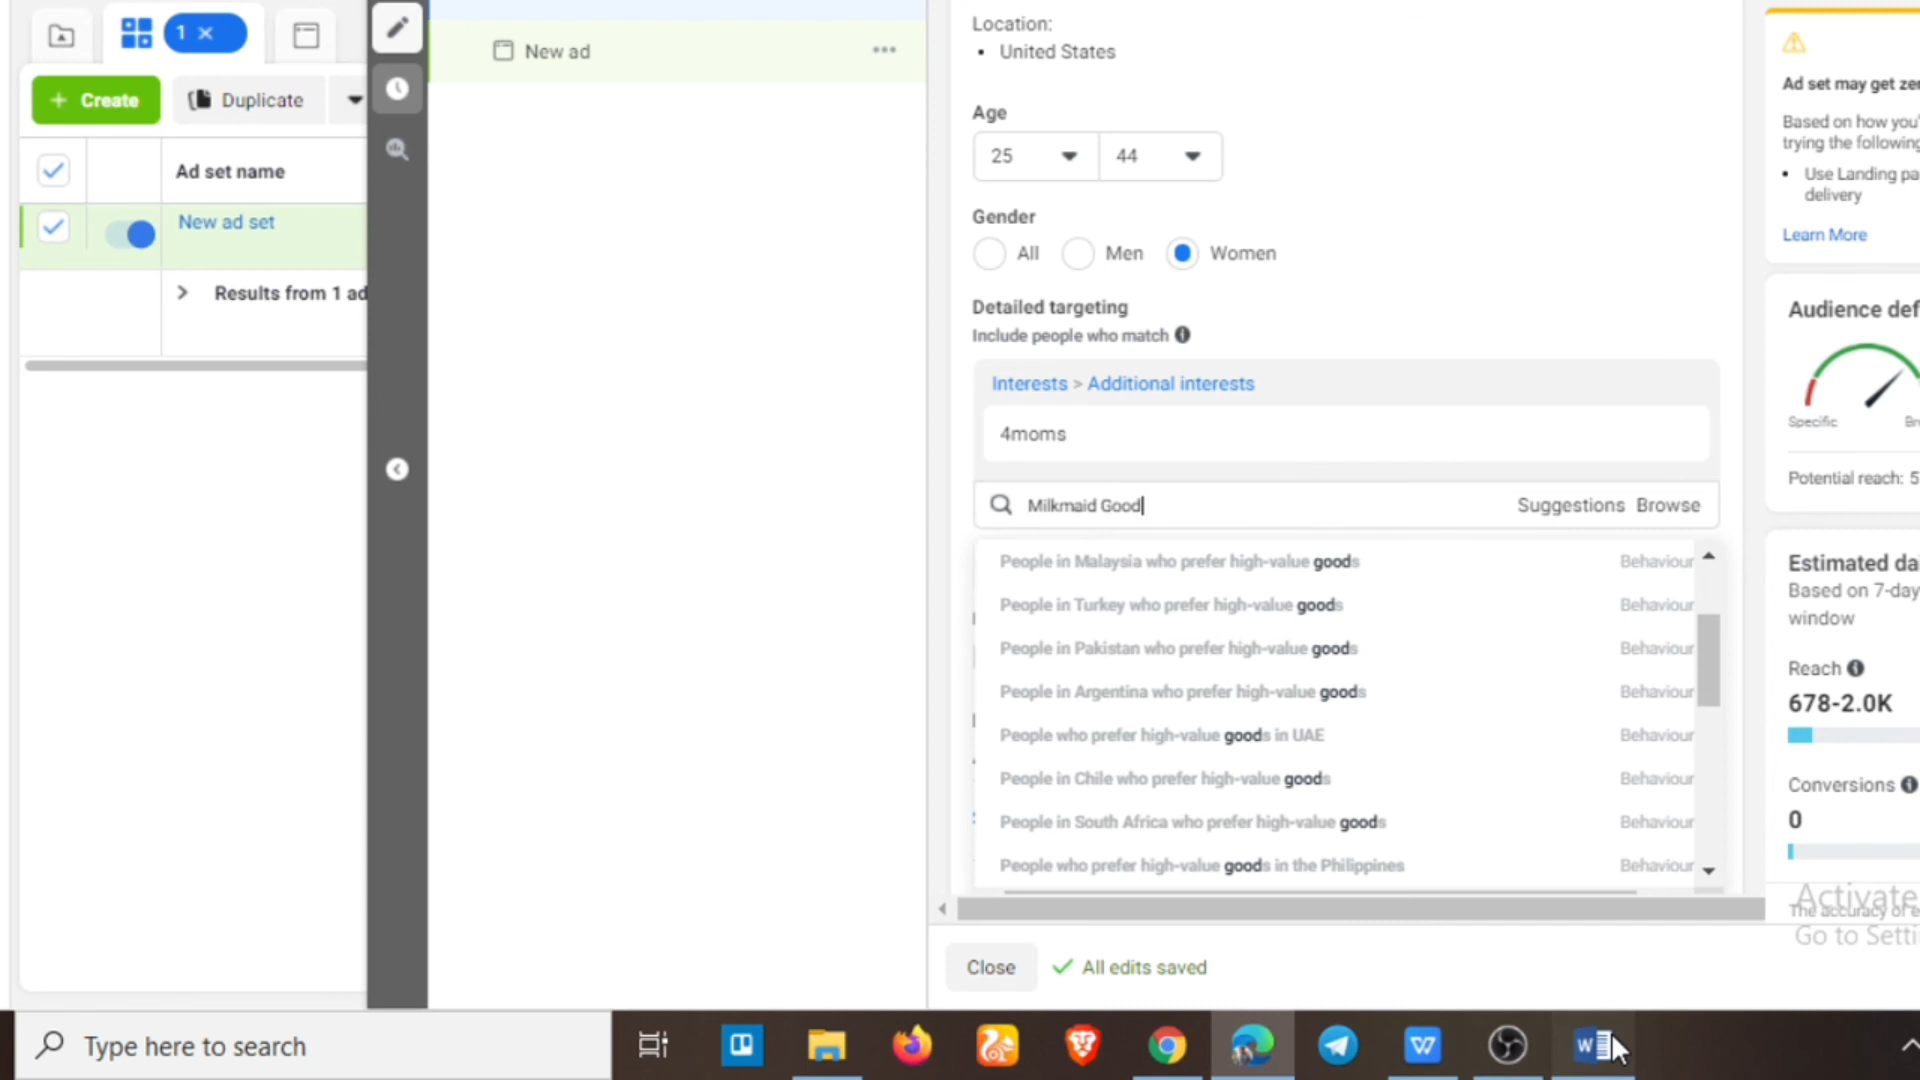 1 ×
+ Create
Duplicate
Ad set name
New ad set
Results from 1 ad
New ad
Location:
• United States
Age
25
44
Gender
All
Men
Women
Detailed targeting
Include people who match
Interests > Additional interests
4moms
Milkmaid Good
Suggestions Browse
People in Malaysia who prefer high-value goods Behaviour
People in Turkey who prefer high-value goods Behaviour
People in Pakistan who prefer high-value goods Behaviour
People in Argentina who prefer high-value goods Behaviour
People who prefer high-value goods in UAE Behaviour
People in Chile who prefer high-value goods Behaviour
People in South Africa who prefer high-value goods Behaviour
People who prefer high-value goods in the Philippines Behaviour
Close
All edits saved
Ad set may get zer
Based on how you'
trying the following
• Use Landing pa
delivery
Learn More
Audience def
Specific
Br
Potential reach: 5
Estimated dai
Based on 7-day
window
Reach
678-2.0K
Conversions
0
Activate
The accuracy of e
Go to Setti
Type here to search
W